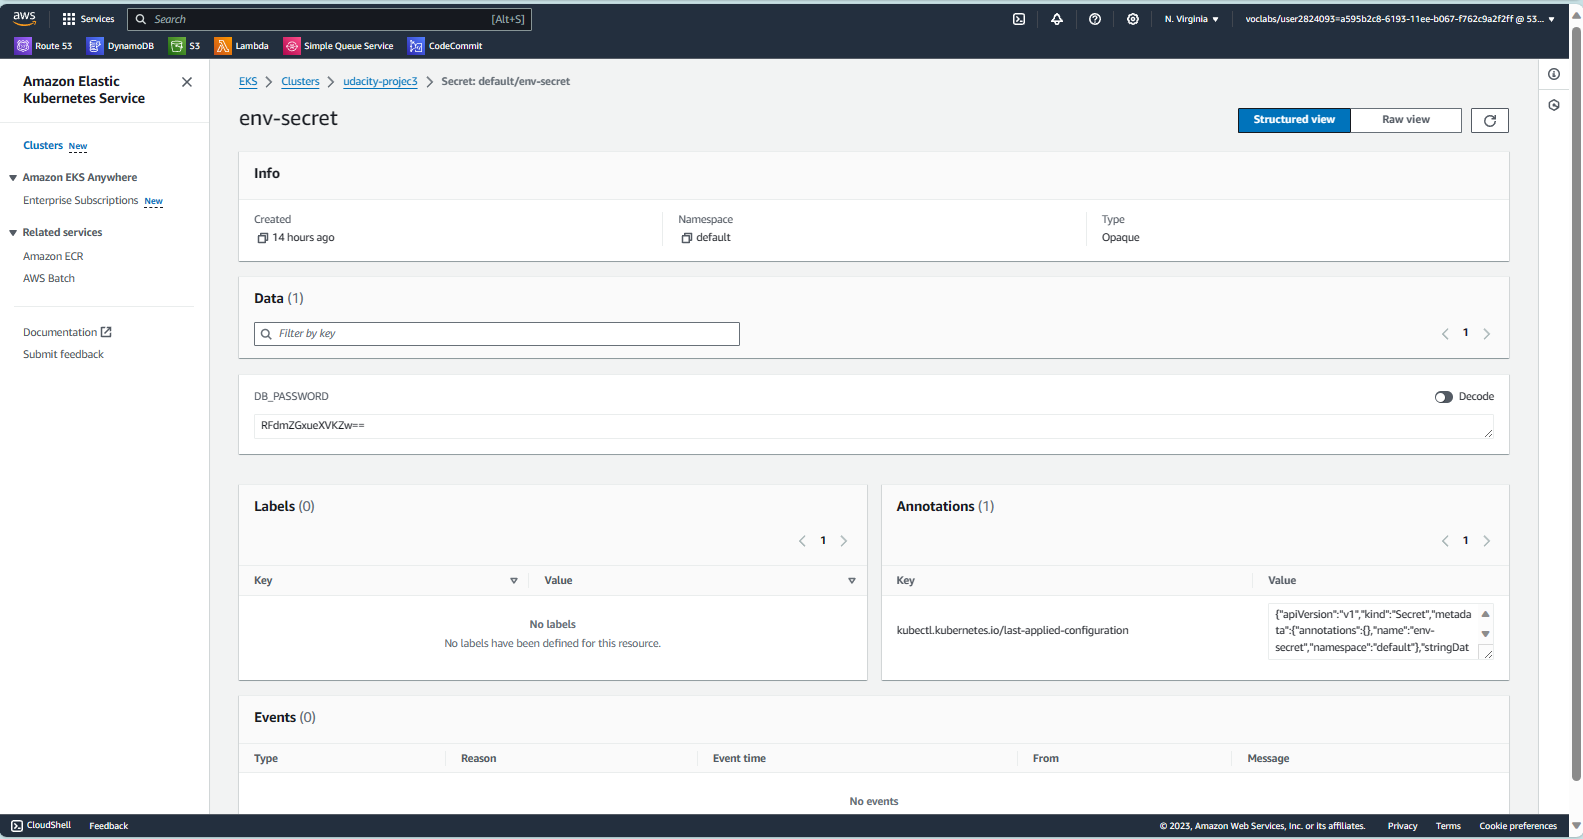 aws
Services
Search
[Alt+S]
N. Virginia
voclabs/user2824093=a595b2c8-6193-11ee-b067-f762c9a2f2ff @ 53...
Route 53
DynamoDB
S3
Lambda
Simple Queue Service
CodeCommit
Amazon Elastic
Kubernetes Service
Clusters New
Amazon EKS Anywhere
Enterprise Subscriptions New
Related services
Amazon ECR
AWS Batch
Documentation
Submit feedback
EKS
Clusters
udacity-projec3
Secret: default/env-secret
env-secret
Structured view
Raw view
Info
Created
14 hours ago
Namespace
default
Type
Opaque
Data (1)
Filter by key
1
DB_PASSWORD
Decode
RFdmZGxueXVKZw==
Labels (0)
1
Key
Value
No labels
No labels have been defined for this resource.
Annotations (1)
1
Key
Value
kubectl.kubernetes.io/last-applied-configuration
{"apiVersion":"v1","kind":"Secret","metada
ta":{"annotations":{},"name":"env-
secret","namespace":"default"},"stringDat
Events (0)
Type
Reason
Event time
From
Message
No events
CloudShell
Feedback
© 2023, Amazon Web Services, Inc. or its affiliates.
Privacy
Terms
Cookie preferences